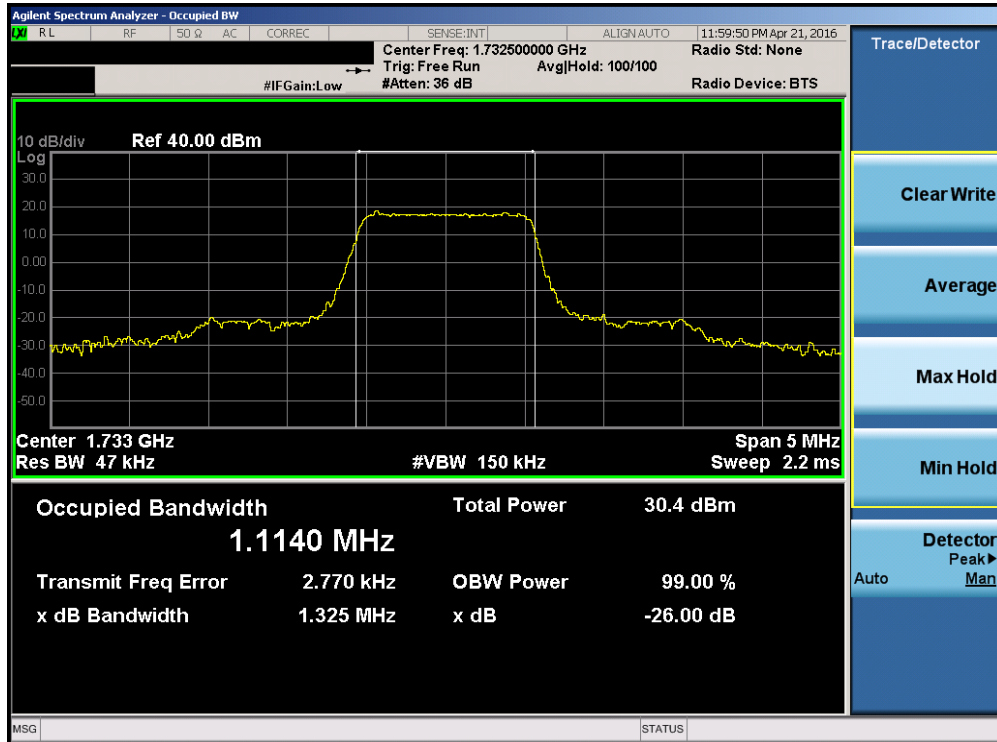 Agilent Spectrum Analyzer - Occupied BW
LXI RL RF 50 Ω AC CORREC SENSE:INT ALIGN AUTO 11:59:50 PM Apr 21, 2016
Center Freq: 1.732500000 GHz Radio Std: None
Trig: Free Run Avg|Hold: 100/100
#IFGain:Low #Atten: 36 dB Radio Device: BTS
10 dB/div Ref 40.00 dBm
Log
30.0
20.0
10.0
0.00
-10.0
-20.0
-30.0
-40.0
-50.0
Center 1.733 GHz Span 5 MHz
Res BW 47 kHz #VBW 150 kHz Sweep 2.2 ms
Occupied Bandwidth Total Power 30.4 dBm
1.1140 MHz
Transmit Freq Error 2.770 kHz OBW Power 99.00 %
x dB Bandwidth 1.325 MHz x dB -26.00 dB
MSG STATUS
Trace/Detector
Clear Write
Average
Max Hold
Min Hold
Detector
Peak▶
Auto Man